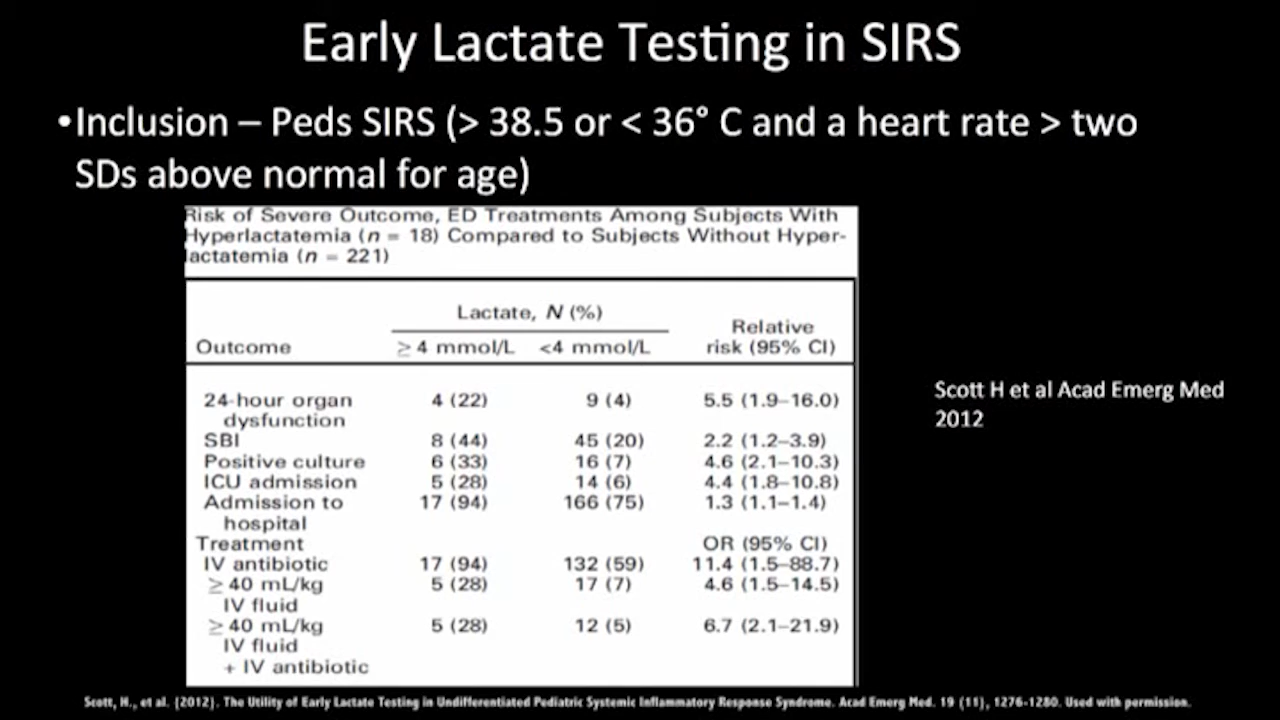 Early Lactate Testing in SIRS
•Inclusion – Peds SIRS (> 38.5 or < 36° C and a heart rate > two
SDs above normal for age)
Risk of Severe Outcome, ED Treatments Among Subjects With
Hyperlactatemia (n = 18) Compared to Subjects Without Hyper-
lactatemia (n = 221)
Lactate, N (%)
Relative
Outcome ≥ 4 mmol/L <4 mmol/L risk (95% CI)
24-hour organ 4 (22) 9 (4) 5.5 (1.9–16.0)
dysfunction
SBI 8 (44) 45 (20) 2.2 (1.2–3.9)
Positive culture 6 (33) 16 (7) 4.6 (2.1–10.3)
ICU admission 5 (28) 14 (6) 4.4 (1.8–10.8)
Admission to 17 (94) 166 (75) 1.3 (1.1–1.4)
hospital
Treatment OR (95% CI)
IV antibiotic 17 (94) 132 (59) 11.4 (1.5–88.7)
≥ 40 mL/kg 5 (28) 17 (7) 4.6 (1.5–14.5)
IV fluid
≥ 40 mL/kg 5 (28) 12 (5) 6.7 (2.1–21.9)
IV fluid
+ IV antibiotic
Scott H et al Acad Emerg Med
2012
Scott, H., et al. [2012]. The Utility of Early Lactate Testing in Undifferentiated Pediatric Systemic Inflammatory Response Syndrome. Acad Emerg Med. 19 (11), 1276-1280. Used with permission.